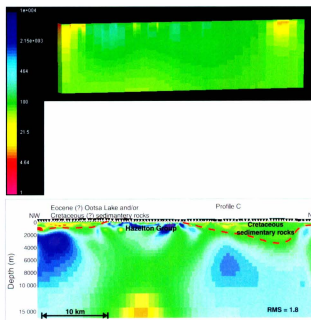 1e+004
2.15e+003
464
100
21.5
4.64
1
Eocene (?) Ootsa Lake and/or
Cretaceous (?) sedimentary rocks
Profile C
NW
N
Hazelton Group
Cretaceous
sedimentary rocks
0
2000
4000
6000
8000
10 000
15 000
Depth (m)
10 km
RMS = 1.8